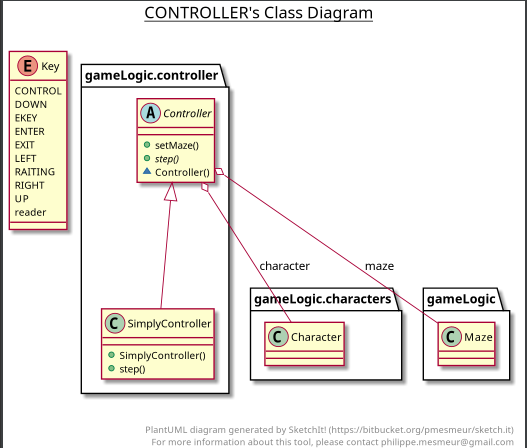 CONTROLLER's Class Diagram
E Key
CONTROL
DOWN
EKEY
ENTER
EXIT
LEFT
RAITING
RIGHT
UP
reader
gameLogic.controller
A Controller
setMaze()
step()
Controller()
character
maze
C SimplyController
SimplyController()
step()
gameLogic.characters
C Character
gameLogic
C Maze
PlantUML diagram generated by SketchIt! (https://bitbucket.org/pmesmeur/sketch.it)
For more information about this tool, please contact philippe.mesmeur@gmail.com